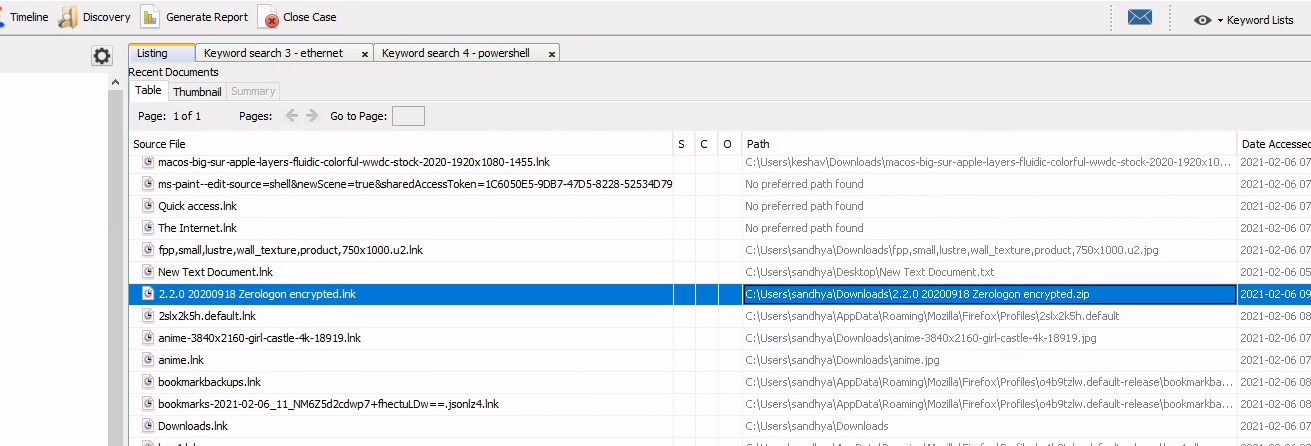 Timeline Discovery Generate Report Close Case Keyword Lists
Listing Keyword search 3 - ethernet x Keyword search 4 - powershell x
Recent Documents
Table Thumbnail Summary
Page: 1 of 1 Pages: Go to Page:
Source File S C O Path Date Accessed
macos-big-sur-apple-layers-fluidic-colorful-wwdc-stock-2020-1920x1080-1455.lnk C:\Users\keshav\Downloads\macos-big-sur-apple-layers-fluidic-colorful-wwdc-stock-2020-1920x10... 2021-02-06 07
ms-paint--edit-source=shell&newScene=true&sharedAccessToken=1C6050E5-9DB7-47D5-8228-52534D79 No preferred path found 2021-02-06 07
Quick access.lnk No preferred path found 2021-02-06 07
The Internet.lnk No preferred path found 2021-02-06 07
fpp,small,lustre,wall_texture,product,750x1000.u2.lnk C:\Users\sandhya\Downloads\fpp,small,lustre,wall_texture,product,750x1000.u2.jpg 2021-02-06 07
New Text Document.lnk C:\Users\sandhya\Desktop\New Text Document.txt 2021-02-06 05
2.2.0 20200918 Zerologon encrypted.lnk C:\Users\sandhya\Downloads\2.2.0 20200918 Zerologon encrypted.zip 2021-02-06 09
2slx2k5h.default.lnk C:\Users\sandhya\AppData\Roaming\Mozilla\Firefox\Profiles\2slx2k5h.default 2021-02-06 08
anime-3840x2160-girl-castle-4k-18919.lnk C:\Users\sandhya\Downloads\anime-3840x2160-girl-castle-4k-18919.jpg 2021-02-06 07
anime.lnk C:\Users\sandhya\Downloads\anime.jpg 2021-02-06 07
bookmarkbackups.lnk C:\Users\sandhya\AppData\Roaming\Mozilla\Firefox\Profiles\o4b9tzlw.default-release\bookmarkba... 2021-02-06 08
bookmarks-2021-02-06_11_NM6Z5d2cdwp7+fhectuLDw==.jsonlz4.lnk C:\Users\sandhya\AppData\Roaming\Mozilla\Firefox\Profiles\o4b9tzlw.default-release\bookmarkba... 2021-02-06 08
Downloads.lnk C:\Users\sandhya\Downloads 2021-02-06 07